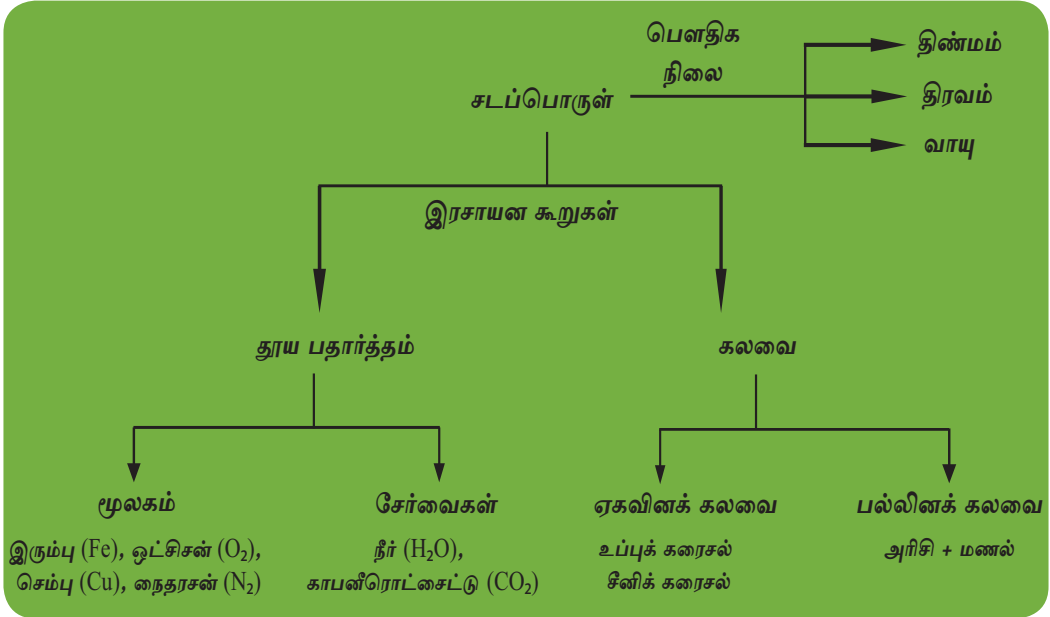 பௌதிக
நிலை
திண்மம்
சடப்பொருள்
திரவம்
வாயு
இரசாயன கூறுகள்
தூய பதார்த்தம்
கலவை
மூலகம்
இரும்பு (Fe), ஒட்சிசன் (O₂),
செம்பு (Cu), நைதரசன் (N₂)
சேர்வைகள்
நீர் (H₂O),
காபனீரொட்சைட்டு (CO₂)
ஏகவினக் கலவை
உப்புக் கரைசல்
சீனிக் கரைசல்
பல்லினக் கலவை
அரிசி + மணல்